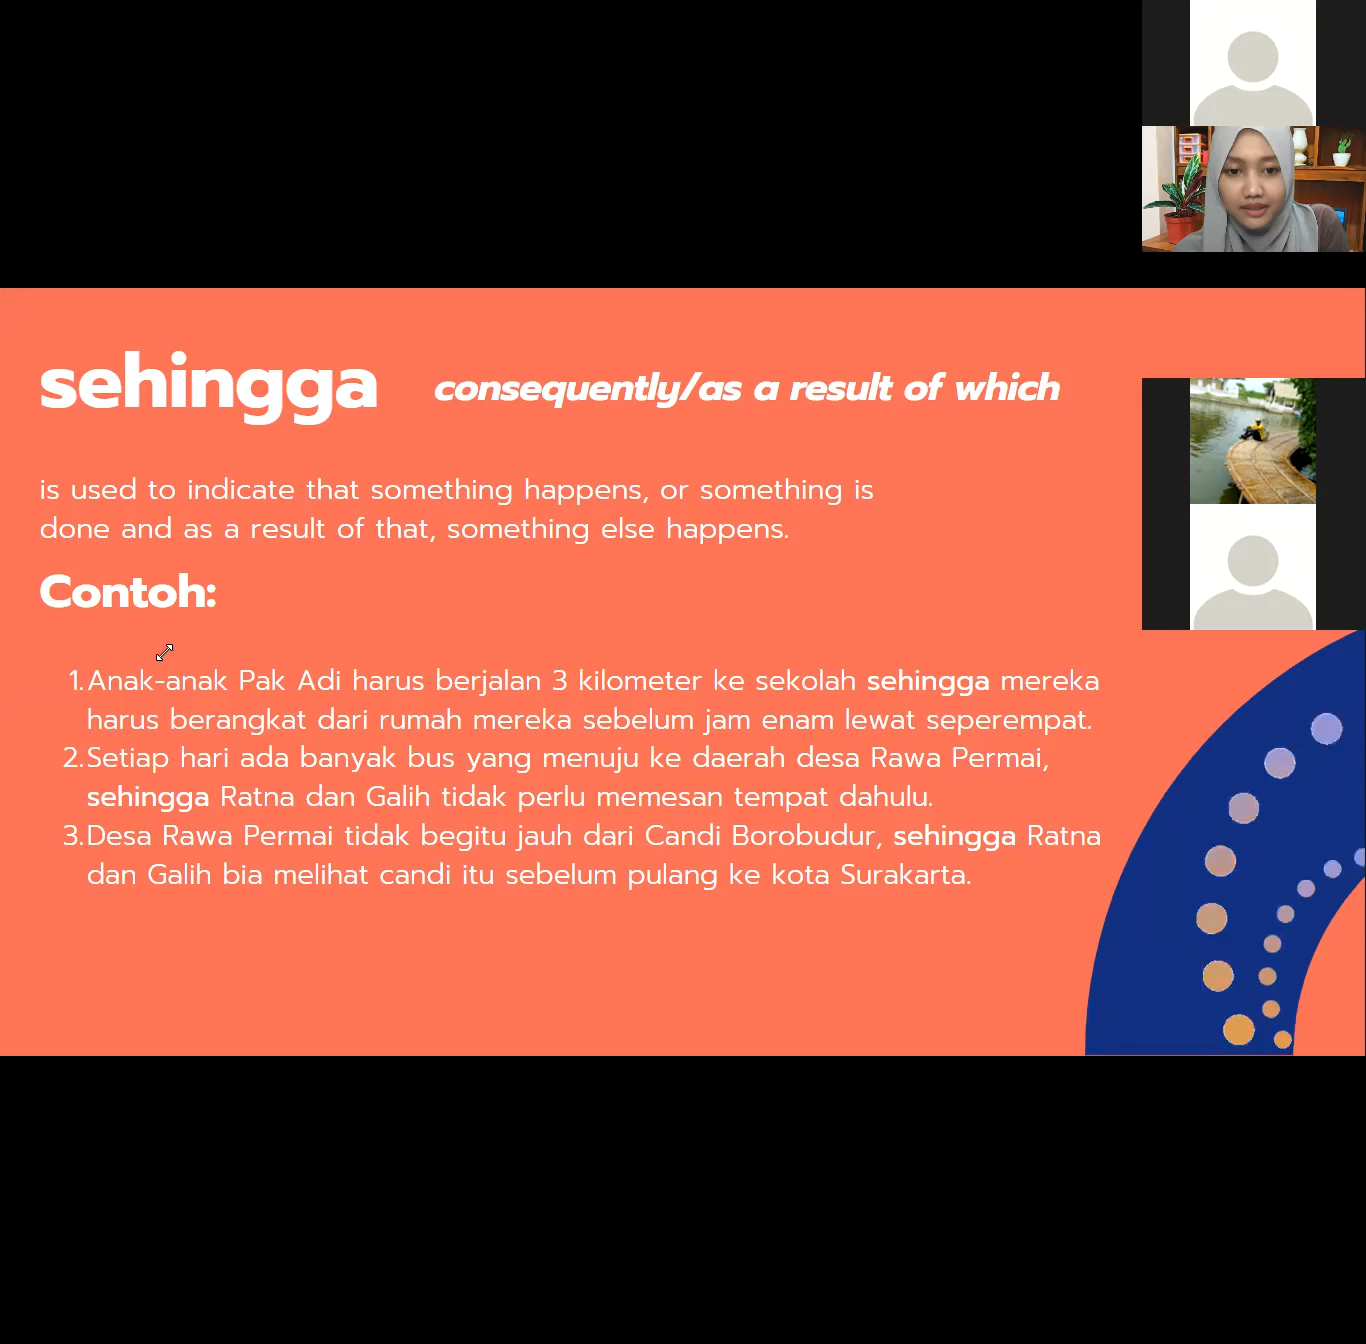 sehingga consequently/as a result of which
is used to indicate that something happens, or something is
done and as a result of that, something else happens.
Contoh:
1. Anak-anak Pak Adi harus berjalan 3 kilometer ke sekolah sehingga mereka
harus berangkat dari rumah mereka sebelum jam enam lewat seperempat.
2. Setiap hari ada banyak bus yang menuju ke daerah desa Rawa Permai,
sehingga Ratna dan Galih tidak perlu memesan tempat dahulu.
3. Desa Rawa Permai tidak begitu jauh dari Candi Borobudur, sehingga Ratna
dan Galih bia melihat candi itu sebelum pulang ke kota Surakarta.